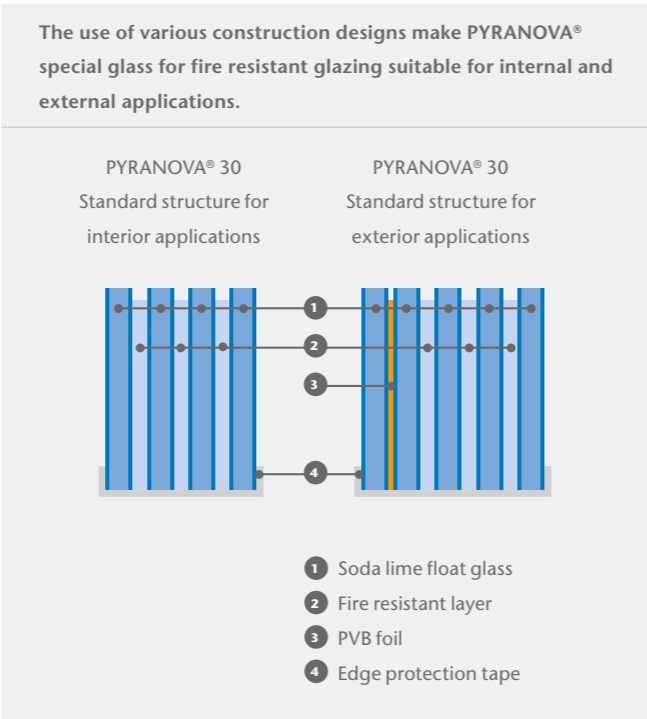 The use of various construction designs make PYRANOVA®
special glass for fire resistant glazing suitable for internal and
external applications.
PYRANOVA® 30
Standard structure for
interior applications
PYRANOVA® 30
Standard structure for
exterior applications
1
2
3
4
1 Soda lime float glass
2 Fire resistant layer
3 PVB foil
4 Edge protection tape